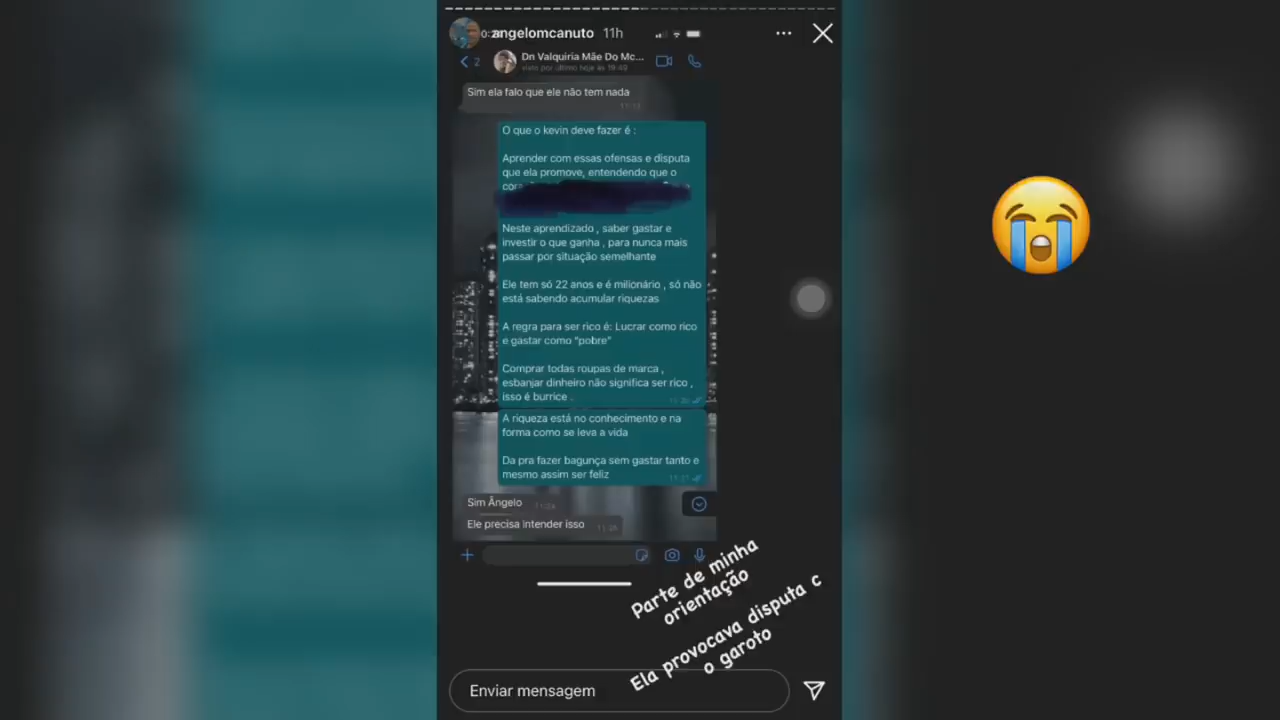 angelomcanuto 11h
2
Dn Valquiria Mãe Do Mc...
visto por último hoje às 19:40
Sim ela falo que ele não tem nada
11:13
O que o kevin deve fazer é :
Aprender com essas ofensas e disputa
que ela promove, entendendo que o
Neste aprendizado , saber gastar e
investir o que ganha , para nunca mais
passar por situação semelhante
Ele tem só 22 anos e é milionário , só não
está sabendo acumular riquezas
A regra para ser rico é: Lucrar como rico
e gastar como "pobre"
Comprar todas roupas de marca ,
esbanjar dinheiro não significa ser rico ,
isso é burrice .
A riqueza está no conhecimento e na
forma como se leva a vida
Da pra fazer bagunça sem gastar tanto e
mesmo assim ser feliz
Sim Ângelo
Ele precisa intender isso
Parte de minha
orientação
Ela provocava disputa c
o garoto
Enviar mensagem